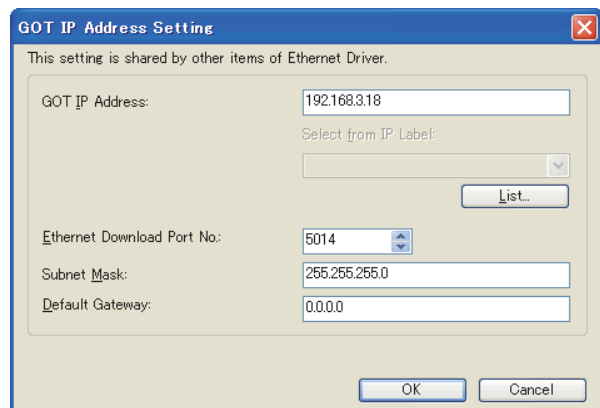 GOT IP Address Setting
This setting is shared by other items of Ethernet Driver.
GOT IP Address:
192.168.3.18
Select from IP Label:
List...
Ethernet Download Port No.:
5014
Subnet Mask:
255.255.255.0
Default Gateway:
0.0.0.0
OK
Cancel